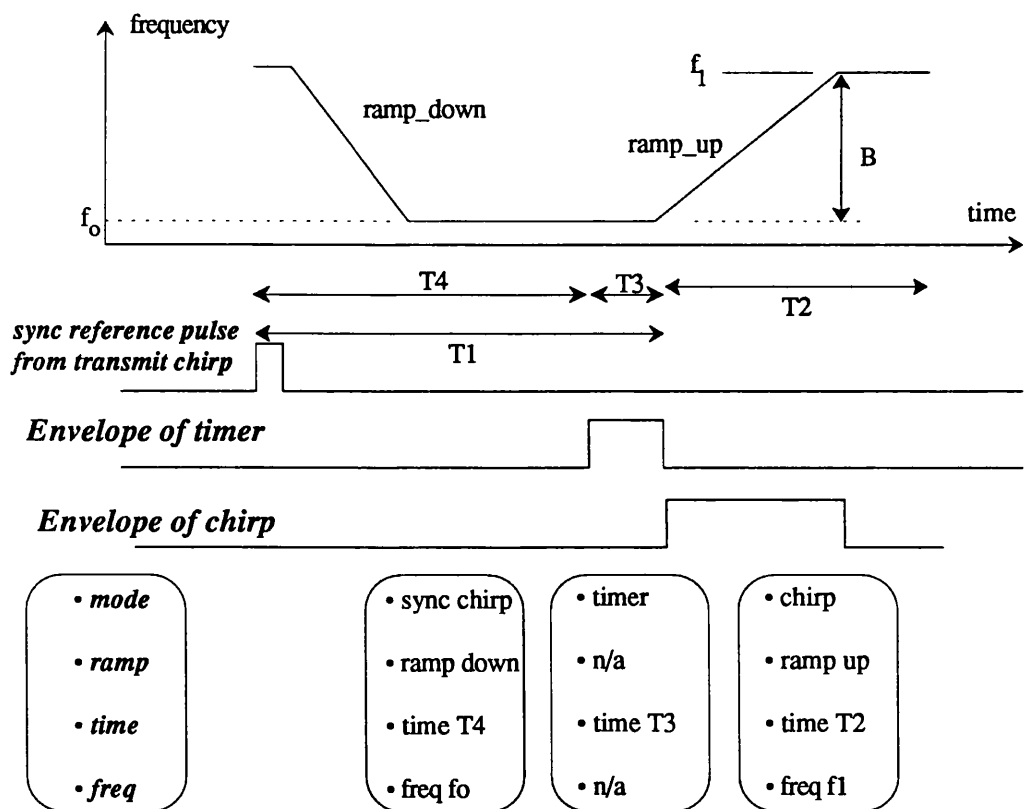 frequency
f1
ramp_down
ramp_up
B
fo
time
T4
T3
T2
sync reference pulse
from transmit chirp
T1
Envelope of timer
Envelope of chirp
• mode
• ramp
• time
• freq
• sync chirp
• ramp down
• time T4
• freq fo
• timer
• n/a
• time T3
• n/a
• chirp
• ramp up
• time T2
• freq f1